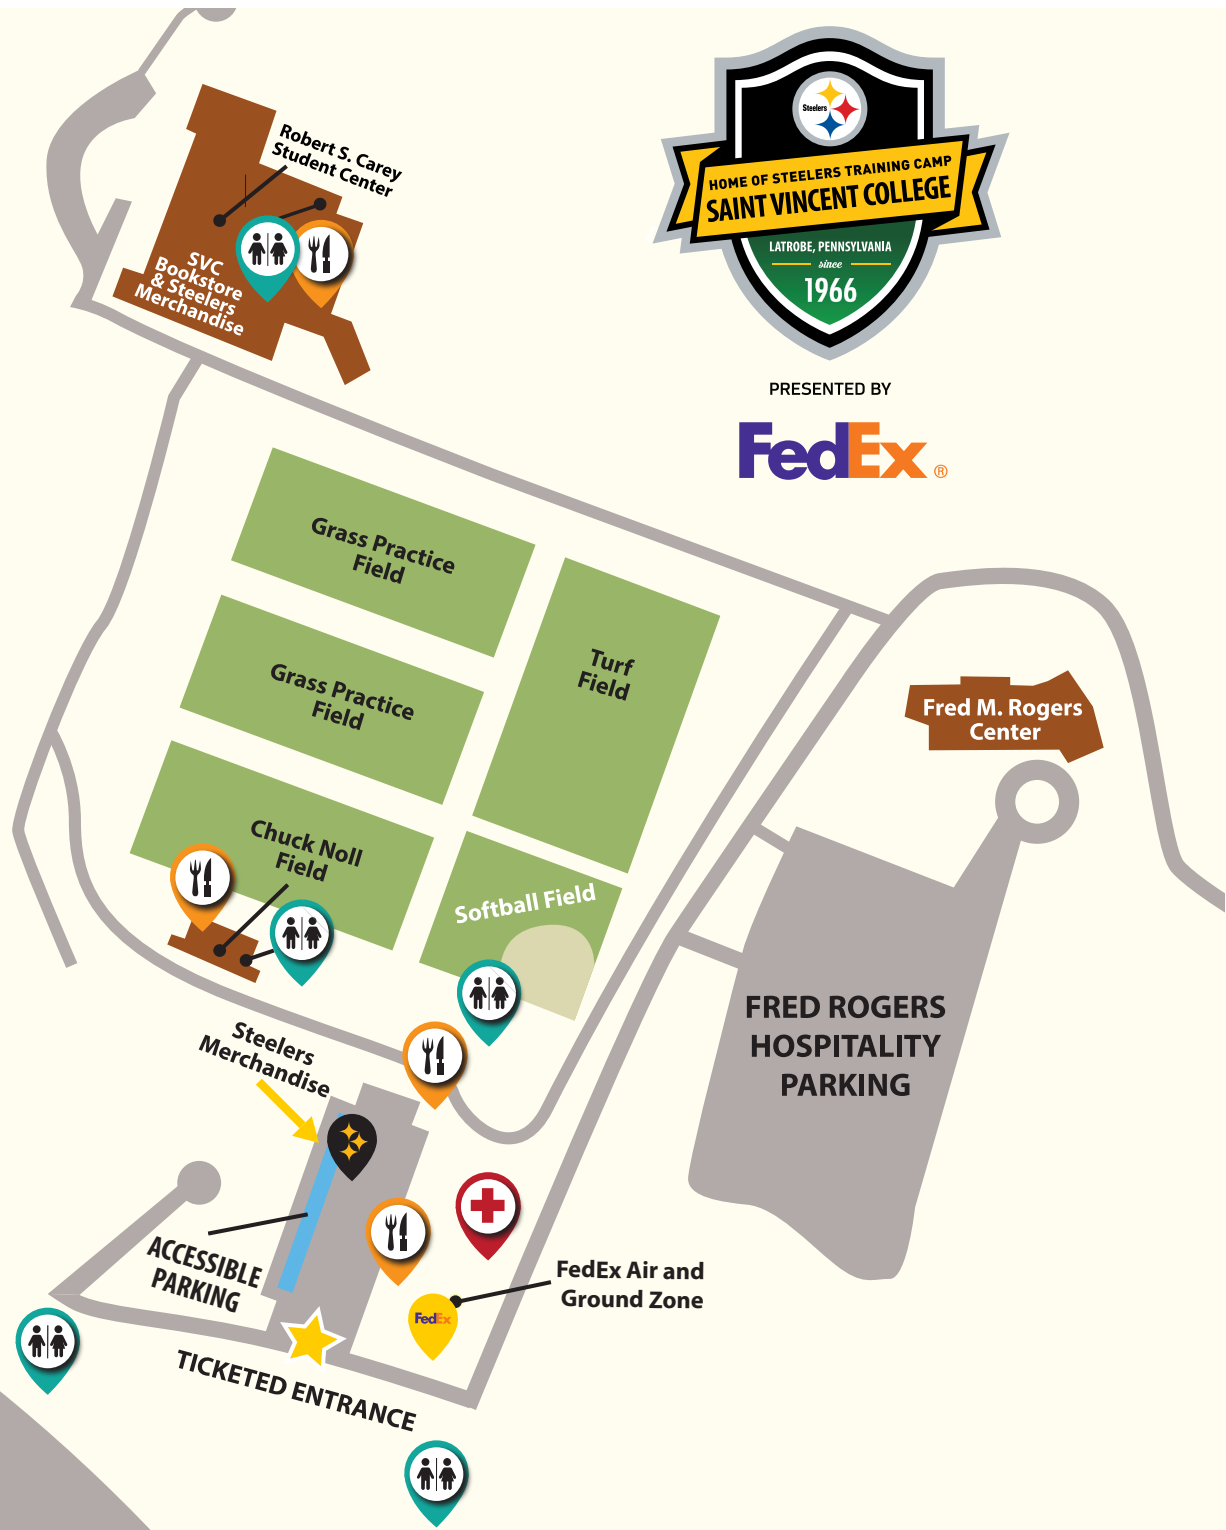 Robert S. Carey
Student Center
SVC
Bookstore
& Steelers
Merchandise
Steelers
HOME OF STEELERS TRAINING CAMP
SAINT VINCENT COLLEGE
LATROBE, PENNSYLVANIA
since
1966
PRESENTED BY
FedEx ®
Grass Practice
Field
Turf
Field
Grass Practice
Field
Fred M. Rogers
Center
Chuck Noll
Field
Softball Field
FRED ROGERS
HOSPITALITY
PARKING
Steelers
Merchandise
ACCESSIBLE
PARKING
FedEx Air and
Ground Zone
FedEx
TICKETED ENTRANCE